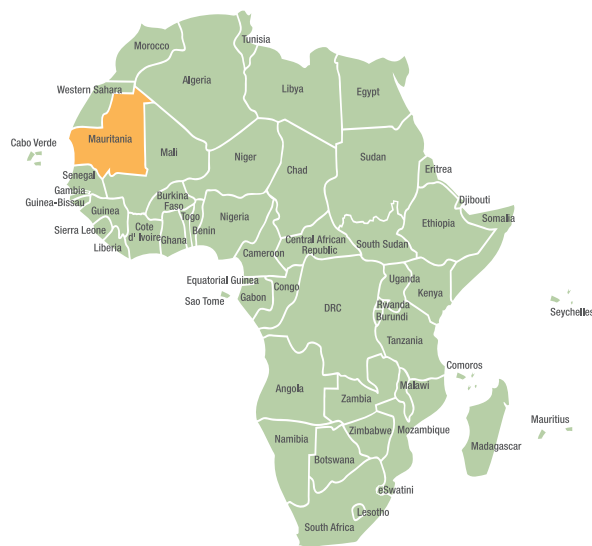 Tunisia
Morocco
Algeria
Libya
Egypt
Western Sahara
Mauritania
Cabo Verde
Mali
Niger
Chad
Sudan
Eritrea
Senegal
Gambia
Guinea-Bissau
Guinea
Sierra Leone
Liberia
Cote
d' Ivoire
Burkina
Faso
Ghana
Togo
Benin
Nigeria
Djibouti
Somalia
Ethiopia
Central African
Republic
South Sudan
Cameroon
Equatorial Guinea
Sao Tome
Gabon
Congo
DRC
Uganda
Kenya
Rwanda
Burundi
Tanzania
Seychelles
Comoros
Angola
Zambia
Malawi
Mozambique
Zimbabwe
Mauritius
Madagascar
Namibia
Botswana
eSwatini
Lesotho
South Africa